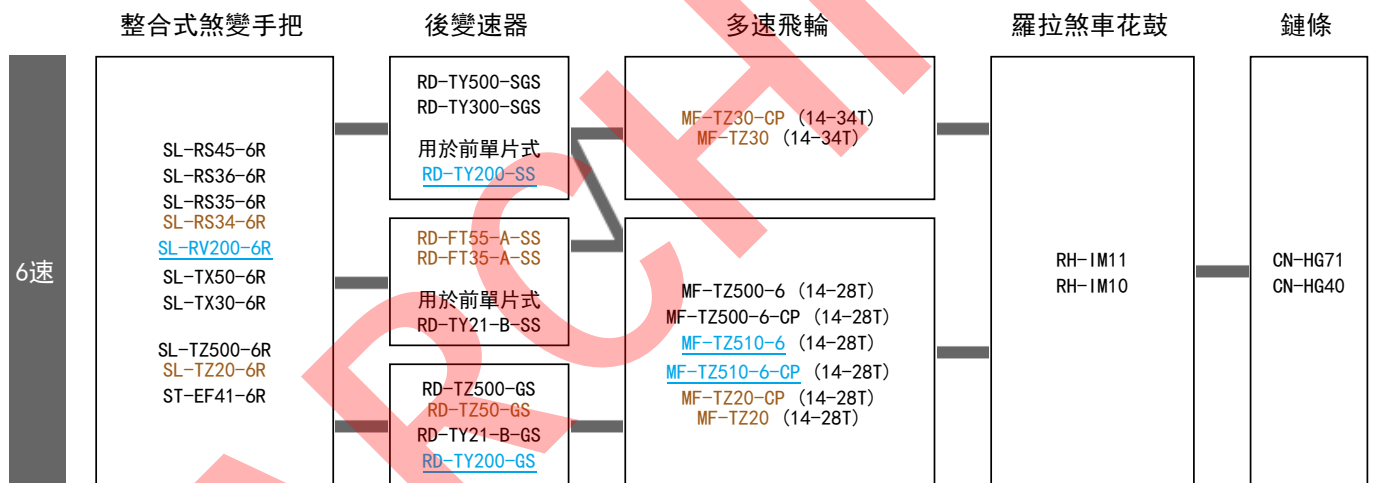 整合式煞變手把
後變速器
多速飛輪
羅拉煞車花鼓
鏈條
6速
SL-RS45-6R
SL-RS36-6R
SL-RS35-6R
SL-RS34-6R
SL-RV200-6R
SL-TX50-6R
SL-TX30-6R
SL-TZ500-6R
SL-TZ20-6R
ST-EF41-6R
RD-TY500-SGS
RD-TY300-SGS
用於前單片式
RD-TY200-SS
RD-FT55-A-SS
RD-FT35-A-SS
用於前單片式
RD-TY21-B-SS
RD-TZ500-GS
RD-TZ50-GS
RD-TY21-B-GS
RD-TY200-GS
MF-TZ30-CP (14-34T)
MF-TZ30 (14-34T)
MF-TZ500-6 (14-28T)
MF-TZ500-6-CP (14-28T)
MF-TZ510-6 (14-28T)
MF-TZ510-6-CP (14-28T)
MF-TZ20-CP (14-28T)
MF-TZ20 (14-28T)
RH-IM11
RH-IM10
CN-HG71
CN-HG40